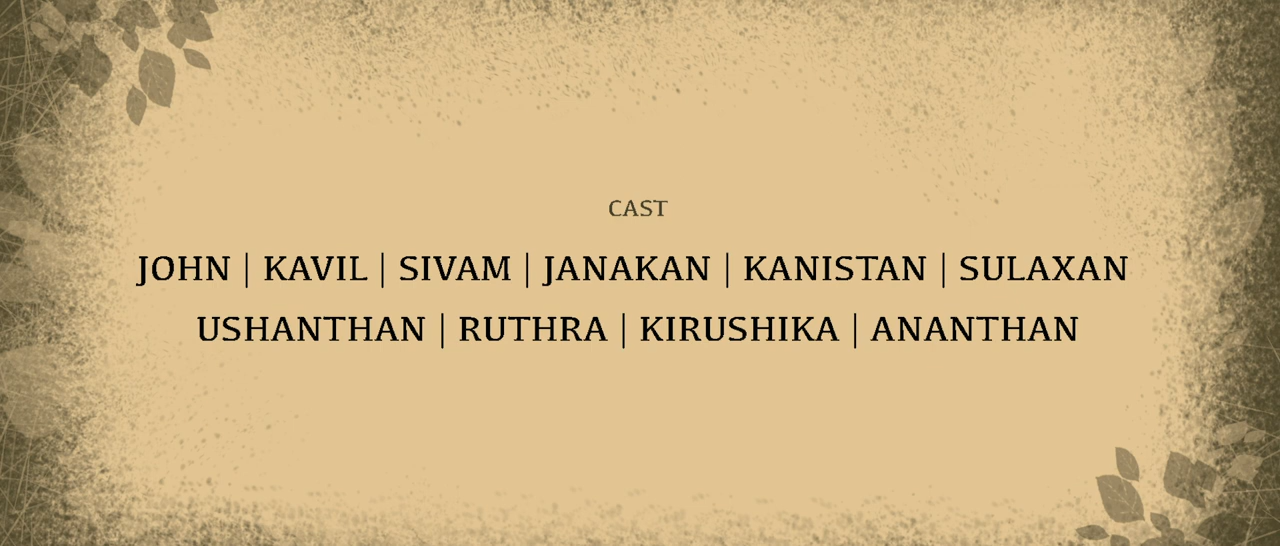 CAST
JOHN | KAVIL | SIVAM | JANAKAN | KANISTAN | SULAXAN
USHANTHAN | RUTHRA | KIRUSHIKA | ANANTHAN